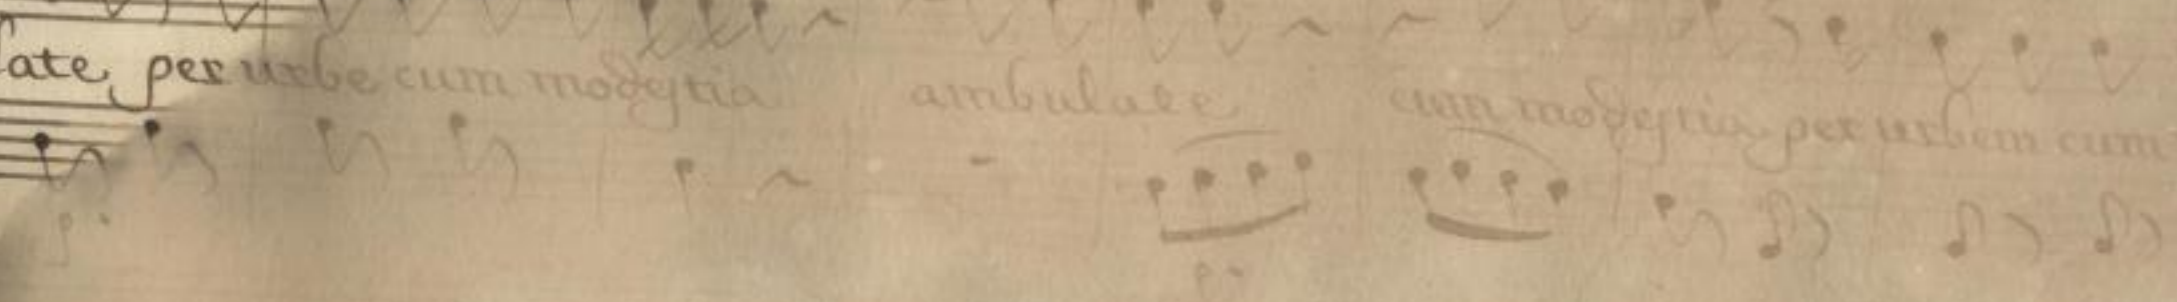 ate per urbe cum modestia ambulate cum modestia per urbem cum
p.
p.